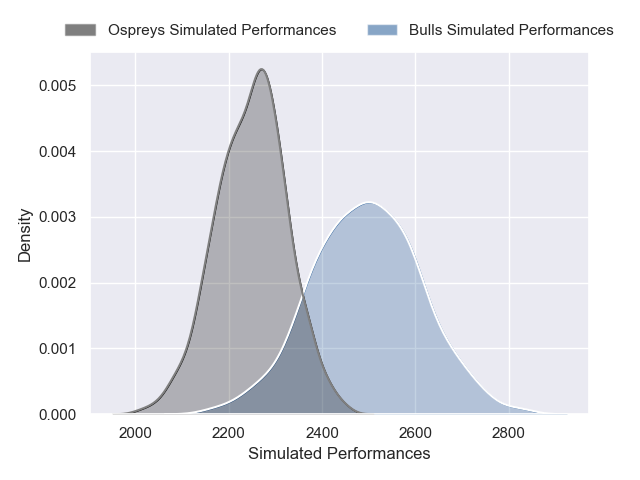 Ospreys Simulated Performances
Bulls Simulated Performances
0.005
0.004
0.003
0.002
0.001
0.000
Density
2000 2200 2400 2600 2800
Simulated Performances